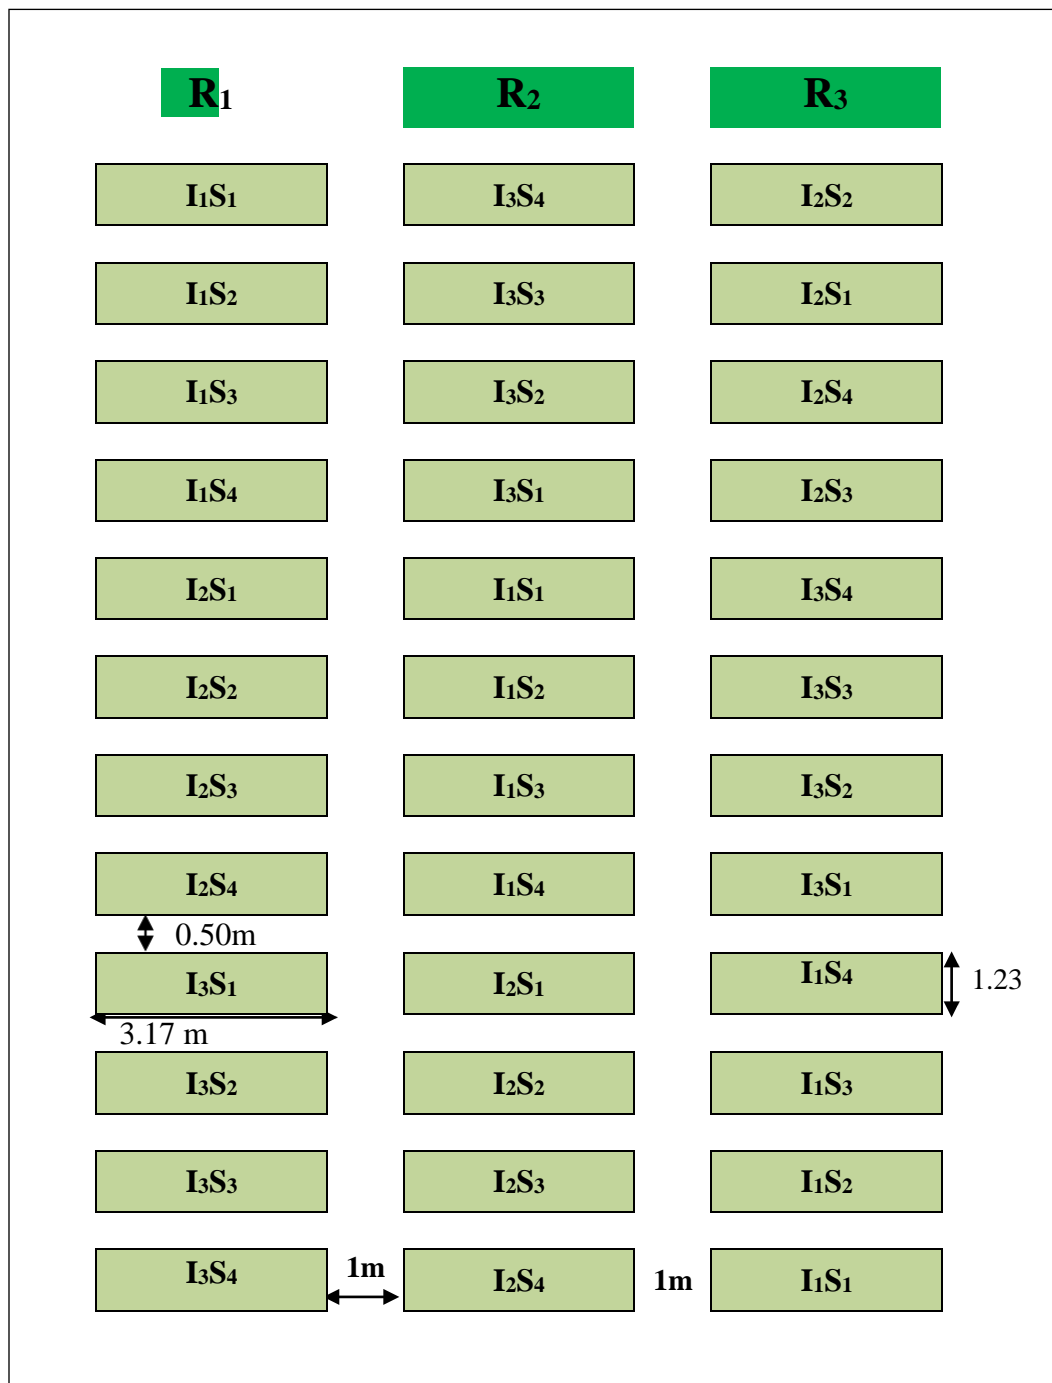 R1 R2 R3
I1S1 I3S4 I2S2
I1S2 I3S3 I2S1
I1S3 I3S2 I2S4
I1S4 I3S1 I2S3
I2S1 I1S1 I3S4
I2S2 I1S2 I3S3
I2S3 I1S3 I3S2
I2S4 I1S4 I3S1
0.50m
I3S1 I2S1 I1S4 1.23
3.17 m
I3S2 I2S2 I1S3
I3S3 I2S3 I1S2
I3S4 1m I2S4 1m I1S1